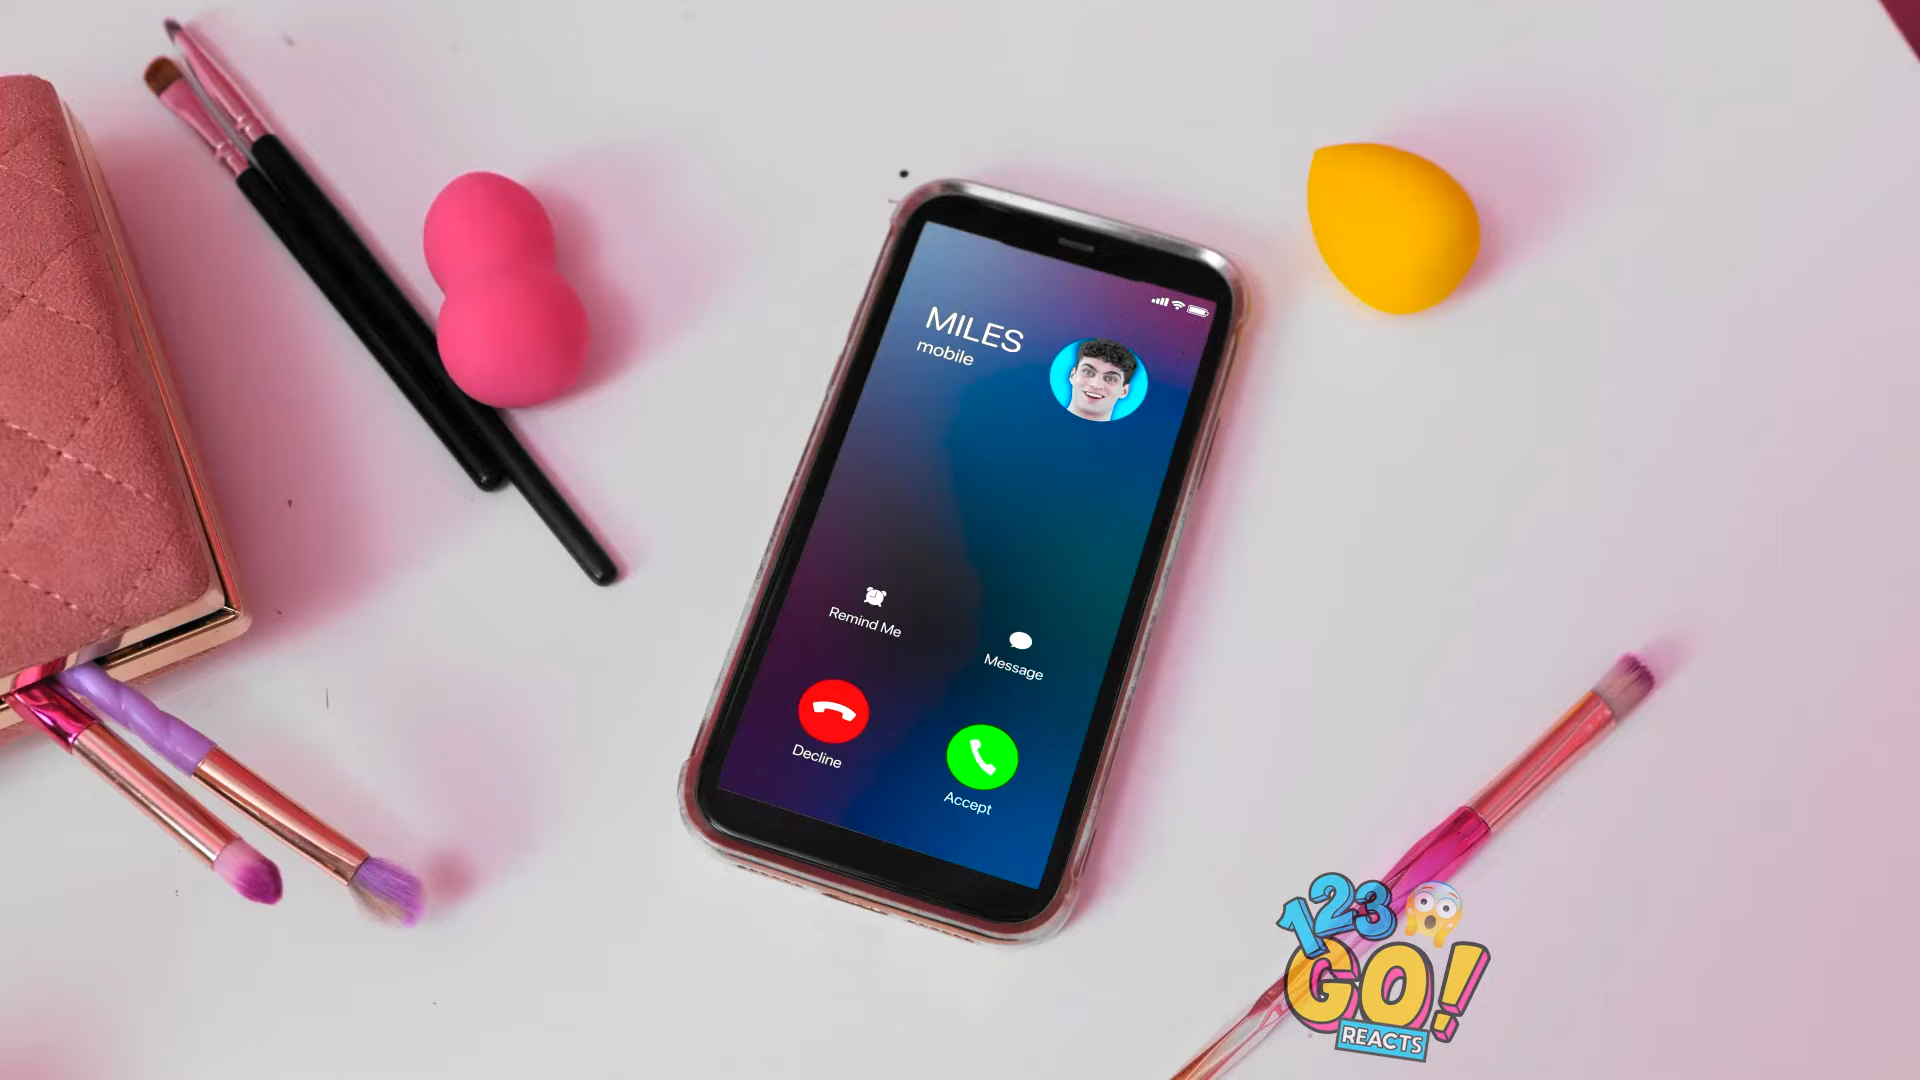 MILES
mobile
Remind Me
Message
Decline
Accept
123
GO!
REACTS